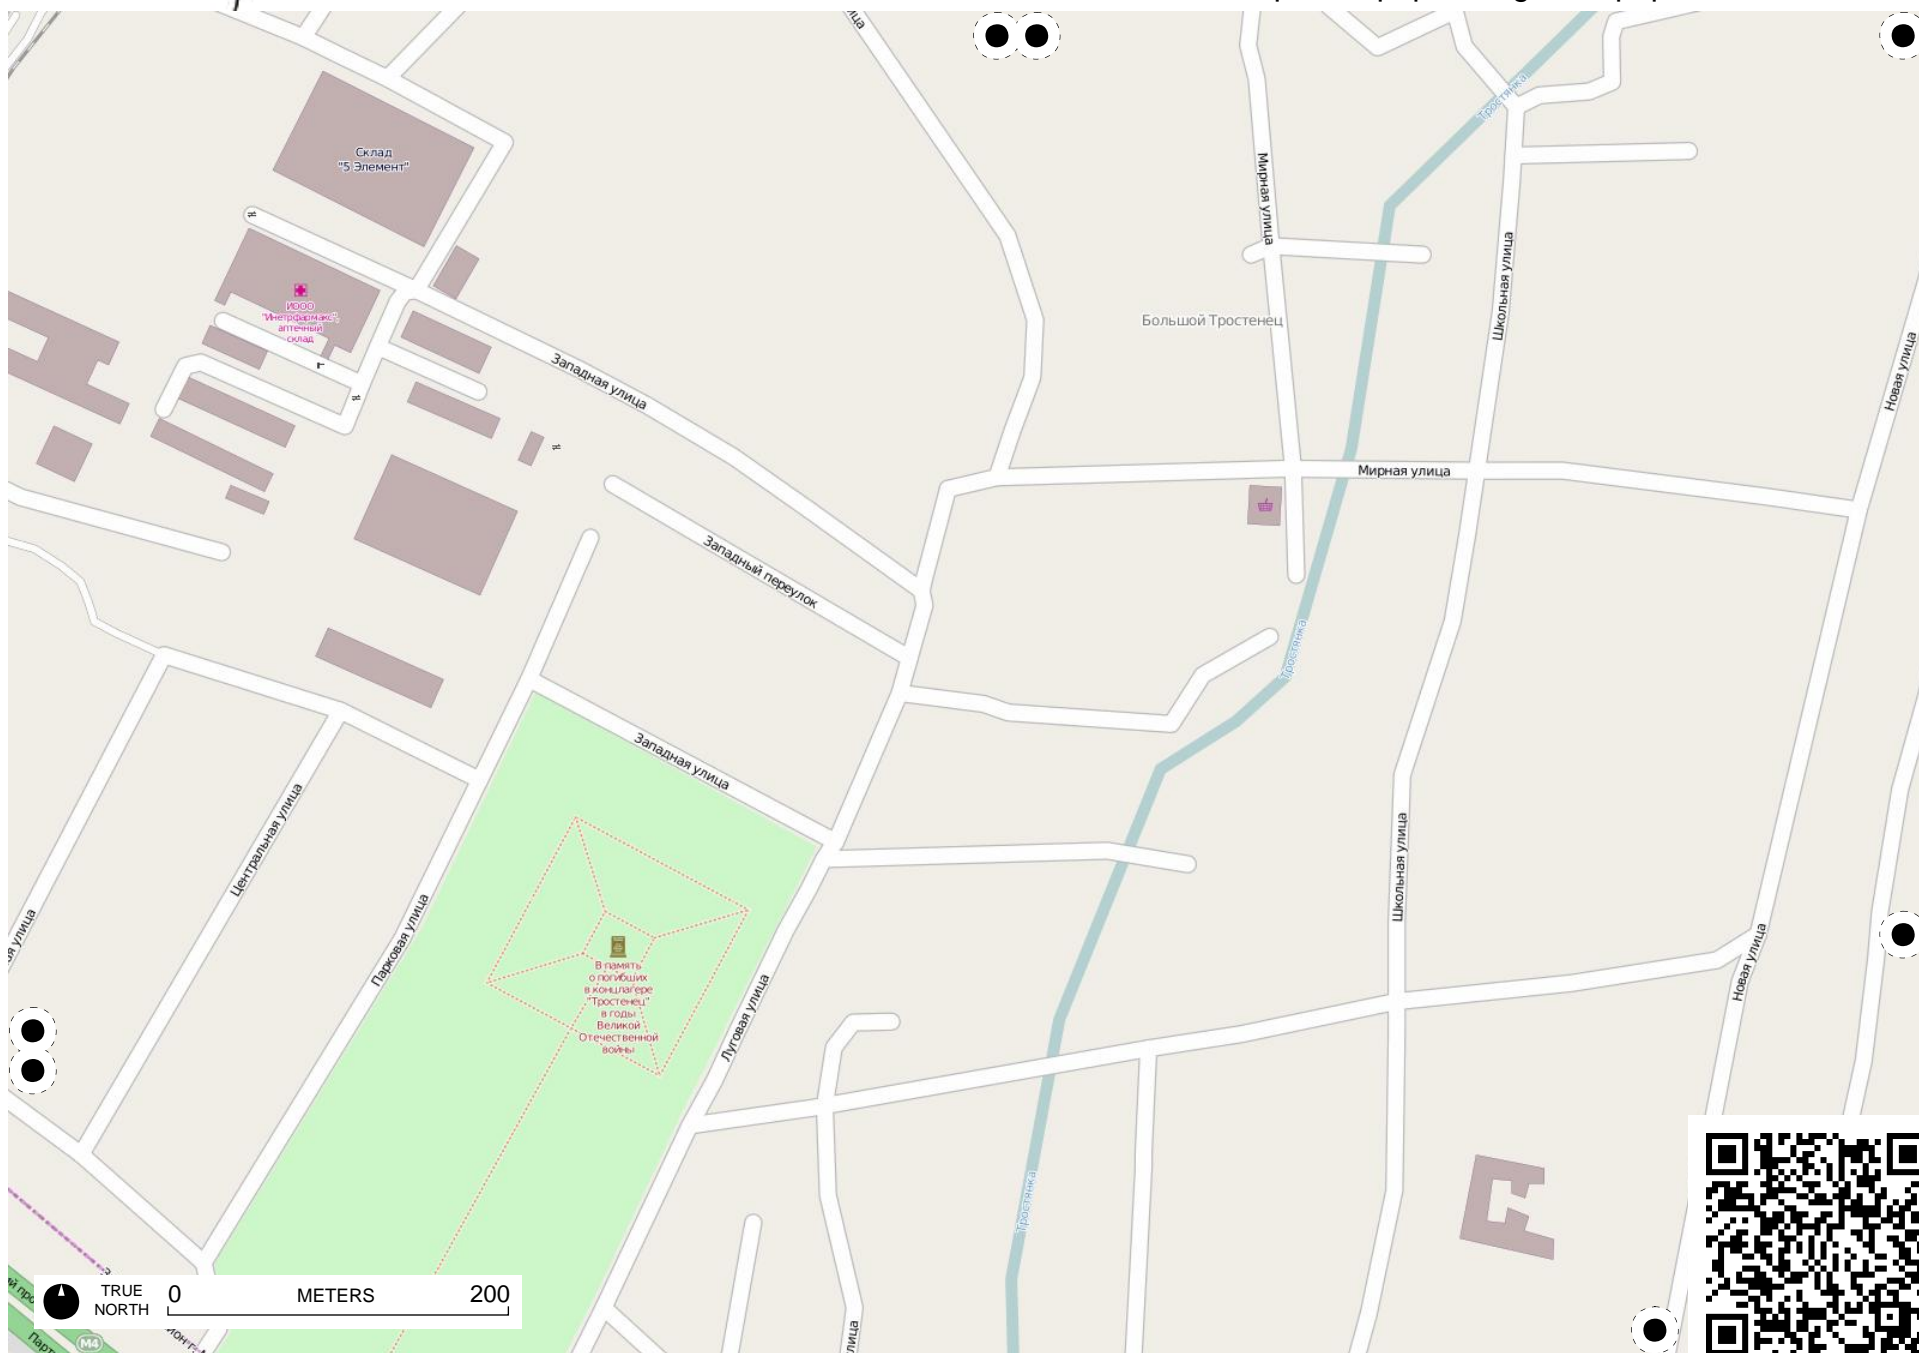 Тростянка
Склад
"5 Элемент"
Мирная улица
Школьная улица
ИООО
"Инетрфармакс",
аптечный
склад
Большой Тростенец
Новая улица
Западная улица
Мирная улица
Западный переулок
Тростянка
Западная улица
Центральная улица
Школьная улица
Парковая улица
В память
о погибших
в концлагере
"Тростенец"
в годы
Великой
Отечественной
войны
Луговая улица
Новая улица
Тростянка
TRUE
NORTH
0
METERS
200
M4